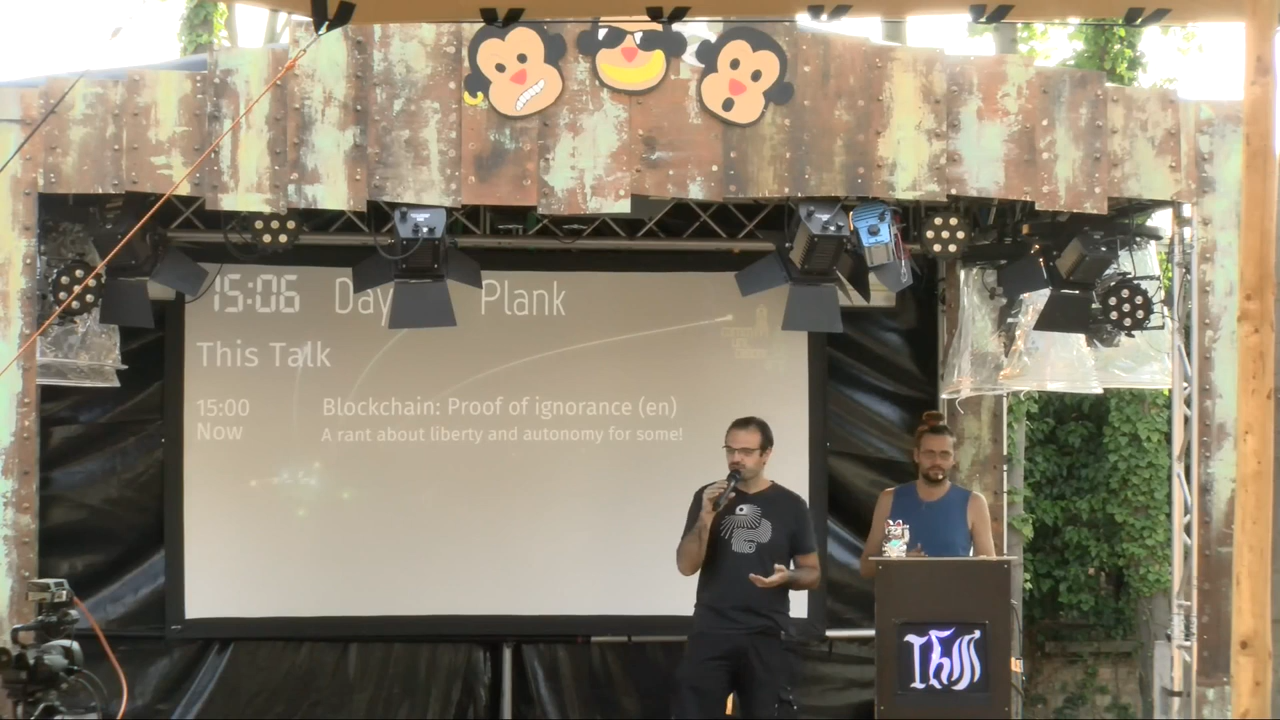 15:06 Day Plank
This Talk
15:00 Blockchain: Proof of ignorance (en)
Now A rant about liberty and autonomy for some!